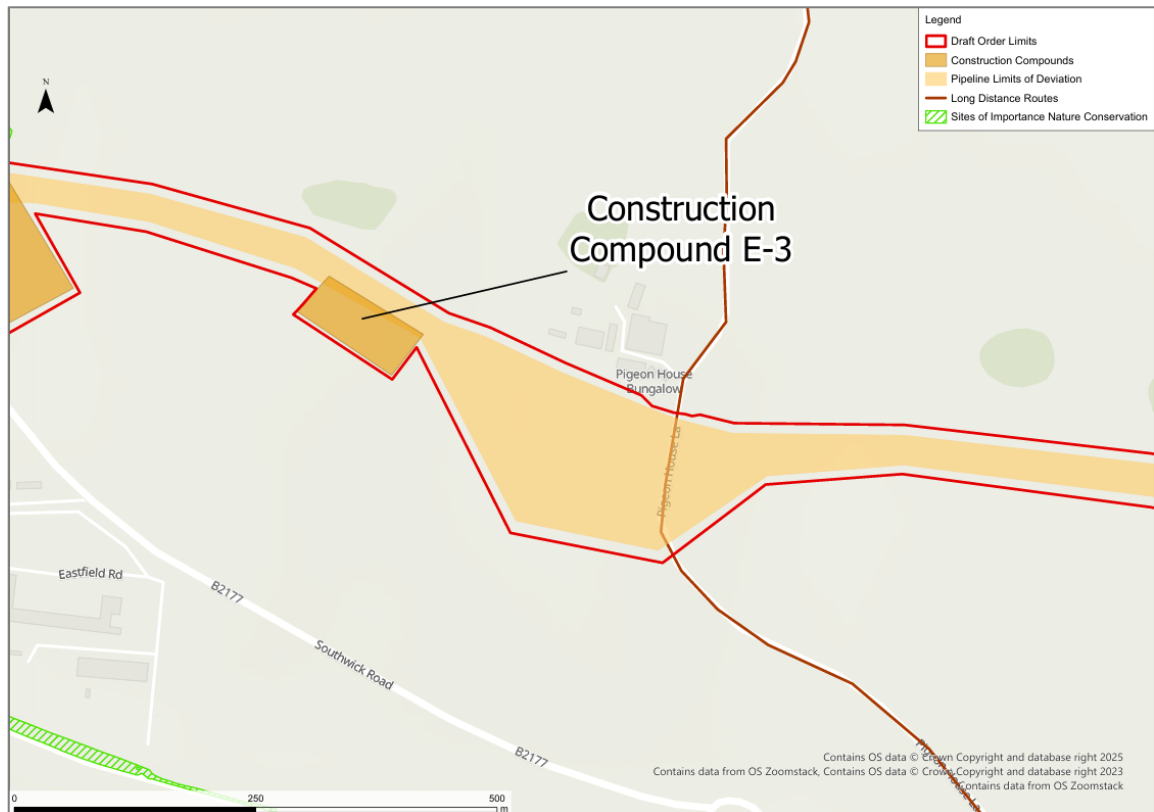 Legend
Draft Order Limits
Construction Compounds
Pipeline Limits of Deviation
Long Distance Routes
Sites of Importance Nature Conservation
N
Construction
Compound E-3
Pigeon House
Bungalow
Pigeon House La
Eastfield Rd
B2177
Southwick Road
B2177
Pigeon House La
Contains OS data © Crown Copyright and database right 2025
Contains data from OS Zoomstack, Contains OS data © Crown Copyright and database right 2023
Contains data from OS Zoomstack
0 250 500
m